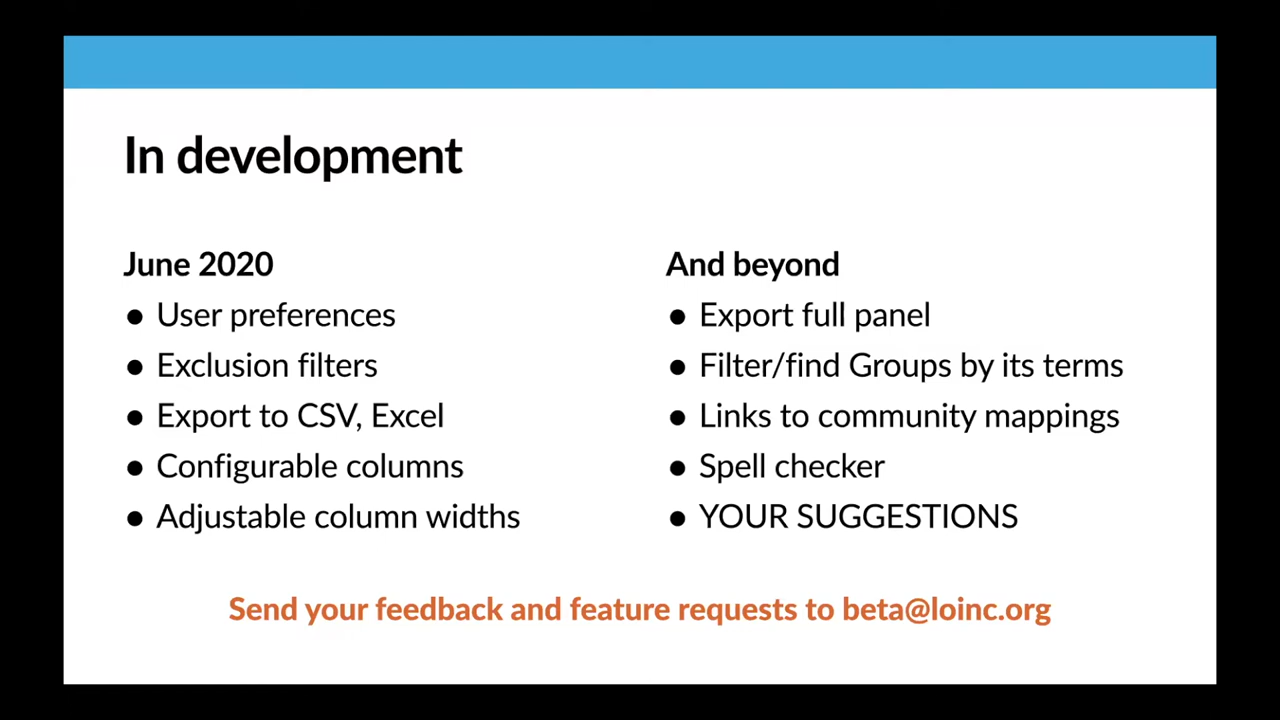 In development
June 2020
● User preferences
● Exclusion filters
● Export to CSV, Excel
● Configurable columns
● Adjustable column widths
And beyond
● Export full panel
● Filter/find Groups by its terms
● Links to community mappings
● Spell checker
● YOUR SUGGESTIONS
Send your feedback and feature requests to beta@loinc.org